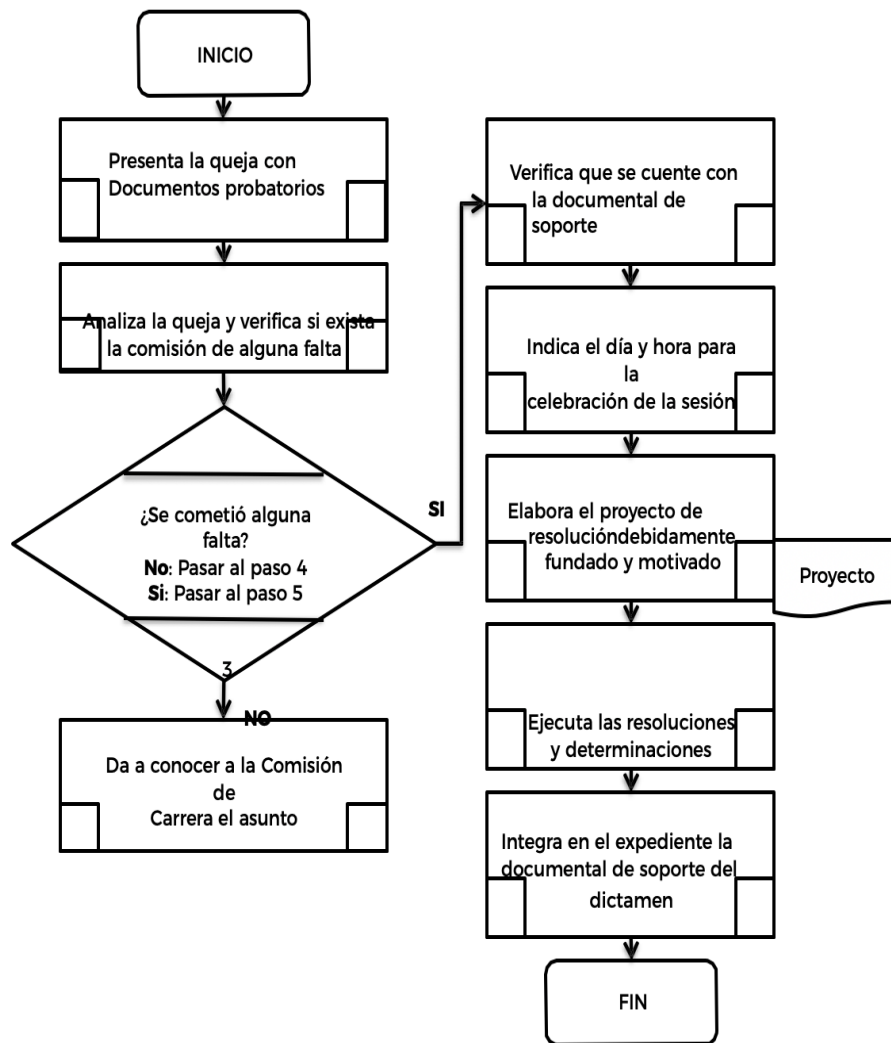 INICIO
Presenta la queja con
Documentos probatorios
Analiza la queja y verifica si exista
la comisión de alguna falta
¿Se cometió alguna
falta?
No: Pasar al paso 4
Si: Pasar al paso 5
3
SI
NO
Da a conocer a la Comisión
de
Carrera el asunto
Verifica que se cuente con
la documental de
soporte
Indica el día y hora para
la
celebración de la sesión
Elabora el proyecto de
resolucióndebidamente
fundado y motivado
Proyecto
Ejecuta las resoluciones
y determinaciones
Integra en el expediente la
documental de soporte del
dictamen
FIN